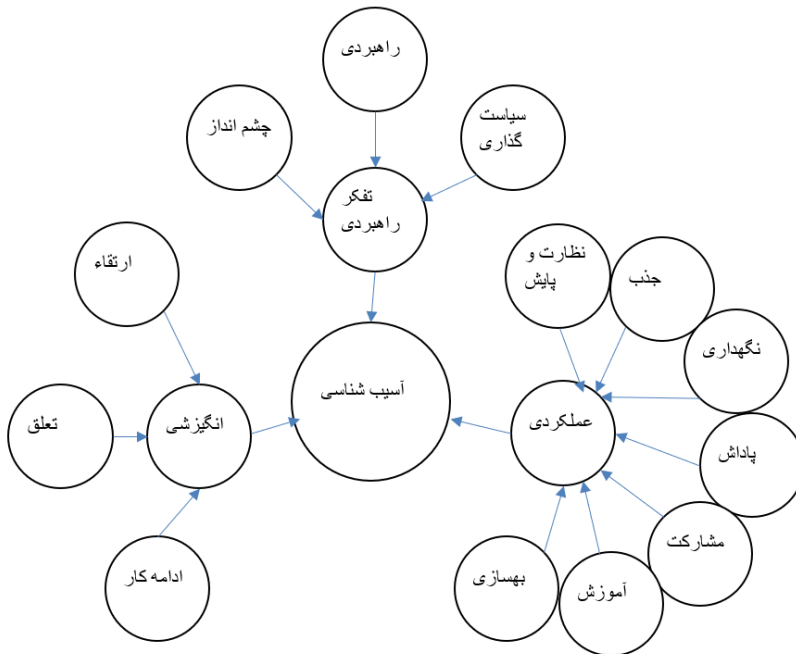 راهبردی
چشم انداز
سیاست
گذاری
تفکر
راهبردی
ارتقاء
نظارت و
پایش
جذب
نگهداری
آسیب شناسی
تعلق
انگیزشی
عملکردی
پاداش
مشارکت
ادامه کار
بهسازی
آموزش